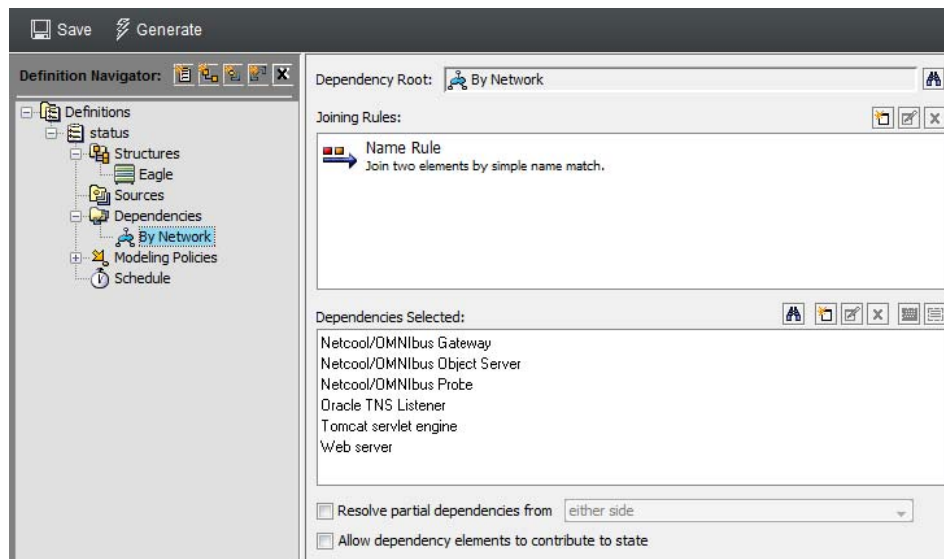 Save Generate
Definition Navigator:
Definitions
status
Structures
Eagle
Sources
Dependencies
By Network
Modeling Policies
Schedule
Dependency Root: By Network
Joining Rules:
Name Rule
Join two elements by simple name match.
Dependencies Selected:
Netcool/OMNIbus Gateway
Netcool/OMNIbus Object Server
Netcool/OMNIbus Probe
Oracle TNS Listener
Tomcat servlet engine
Web server
Resolve partial dependencies from either side
Allow dependency elements to contribute to state